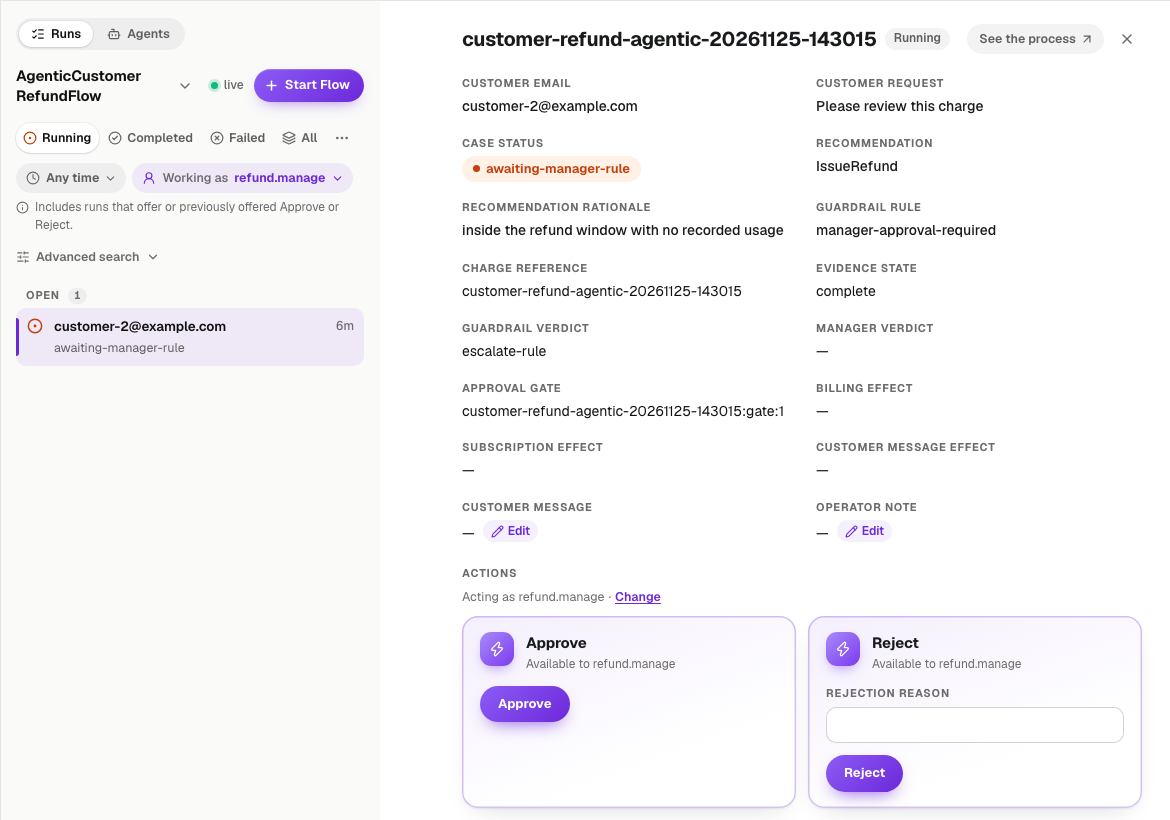 Runs
Agents
AgenticCustomer
RefundFlow
live
Start Flow
Running
Completed
Failed
All
Any time
Working as refund.manage
Includes runs that offer or previously offered Approve or
Reject.
Advanced search
OPEN 1
customer-2@example.com 6m
awaiting-manager-rule
customer-refund-agentic-20261125-143015
Running
See the process
CUSTOMER EMAIL
customer-2@example.com
CUSTOMER REQUEST
Please review this charge
CASE STATUS
awaiting-manager-rule
RECOMMENDATION
IssueRefund
RECOMMENDATION RATIONALE
inside the refund window with no recorded usage
GUARDRAIL RULE
manager-approval-required
CHARGE REFERENCE
customer-refund-agentic-20261125-143015
EVIDENCE STATE
complete
GUARDRAIL VERDICT
escalate-rule
MANAGER VERDICT
—
APPROVAL GATE
customer-refund-agentic-20261125-143015:gate:1
BILLING EFFECT
—
SUBSCRIPTION EFFECT
—
CUSTOMER MESSAGE EFFECT
—
CUSTOMER MESSAGE
— Edit
OPERATOR NOTE
— Edit
ACTIONS
Acting as refund.manage · Change
Approve
Available to refund.manage
Approve
Reject
Available to refund.manage
REJECTION REASON
Reject